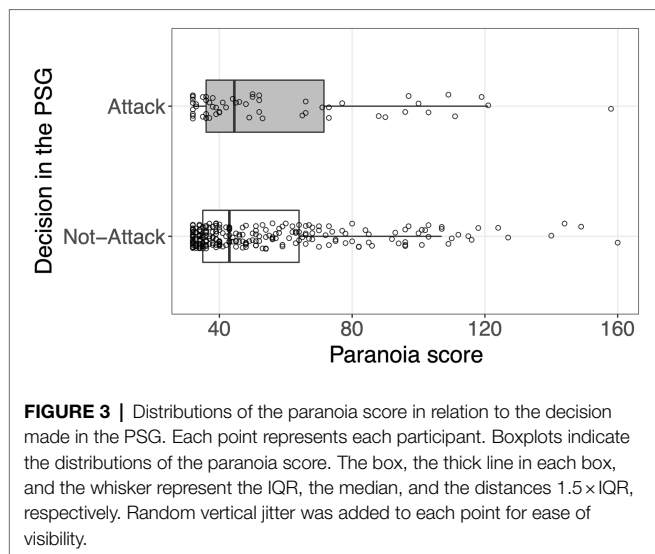 Decision in the PSG
Attack
Not−Attack
40 80 120 160
Paranoia score
FIGURE 3 | Distributions of the paranoia score in relation to the decision
made in the PSG. Each point represents each participant. Boxplots indicate
the distributions of the paranoia score. The box, the thick line in each box,
and the whisker represent the IQR, the median, and the distances 1.5×IQR,
respectively. Random vertical jitter was added to each point for ease of
visibility.